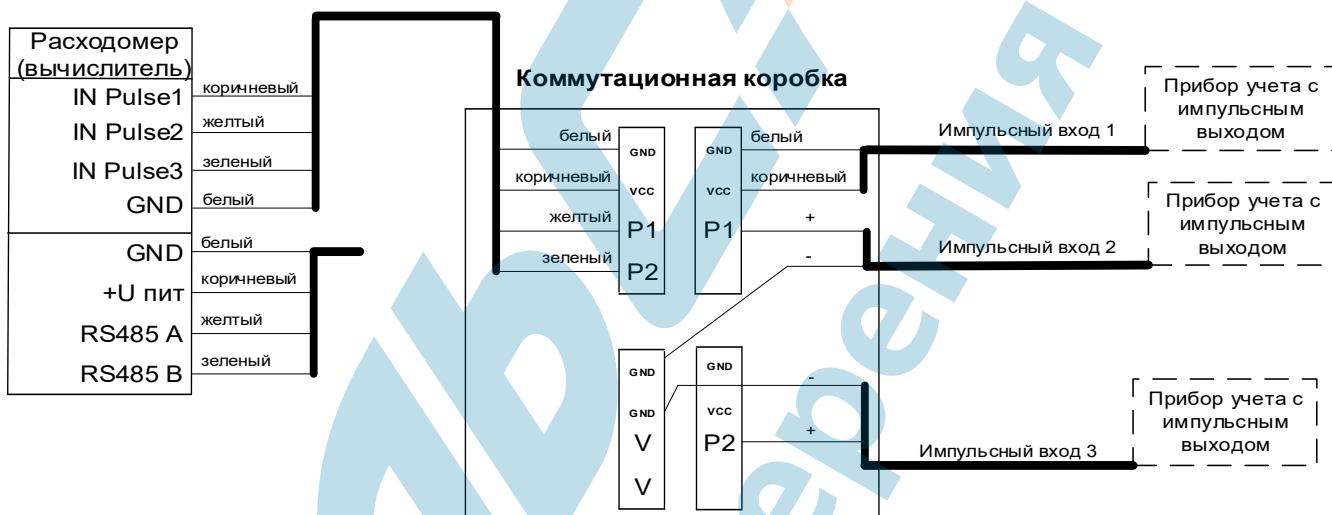 Расходомер
(вычислитель)
IN Pulse1
коричневый
IN Pulse2
желтый
IN Pulse3
зеленый
GND
белый
GND
белый
+U пит
коричневый
RS485 A
желтый
RS485 B
зеленый
Коммутационная коробка
белый
GND
коричневый
VCC
желтый
P1
зеленый
P2
GND
белый
VCC
коричневый
P1
+
-
GND
GND
V
V
GND
-
VCC
P2
+
Импульсный вход 1
Прибор учета с
импульсным
выходом
Импульсный вход 2
Прибор учета с
импульсным
выходом
Импульсный вход 3
Прибор учета с
импульсным
выходом